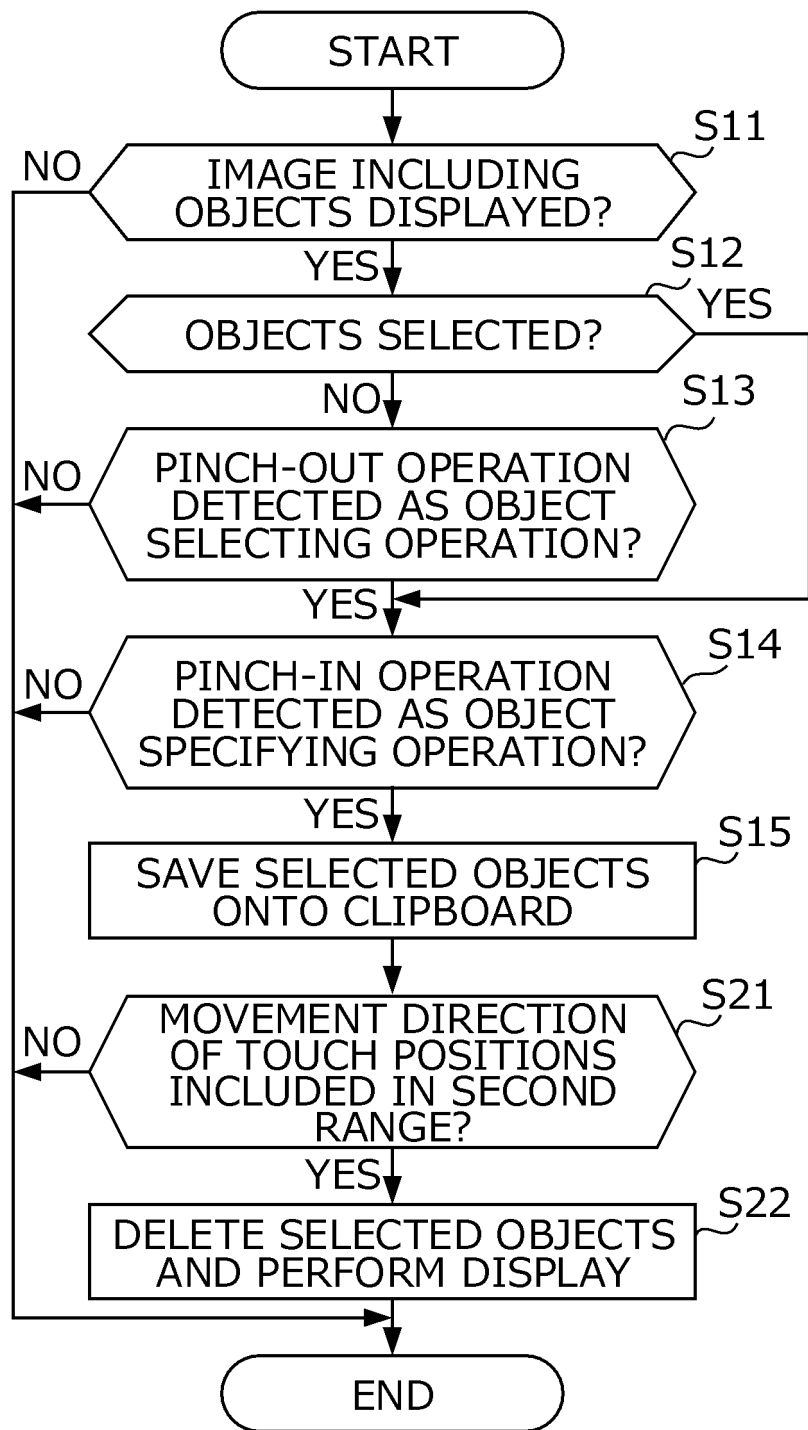 START
S11
NO
IMAGE INCLUDING
OBJECTS DISPLAYED?
YES
S12
YES
OBJECTS SELECTED?
NO
S13
NO
PINCH-OUT OPERATION
DETECTED AS OBJECT
SELECTING OPERATION?
YES
S14
NO
PINCH-IN OPERATION
DETECTED AS OBJECT
SPECIFYING OPERATION?
YES
S15
SAVE SELECTED OBJECTS
ONTO CLIPBOARD
S21
NO
MOVEMENT DIRECTION
OF TOUCH POSITIONS
INCLUDED IN SECOND
RANGE?
YES
S22
DELETE SELECTED OBJECTS
AND PERFORM DISPLAY
END